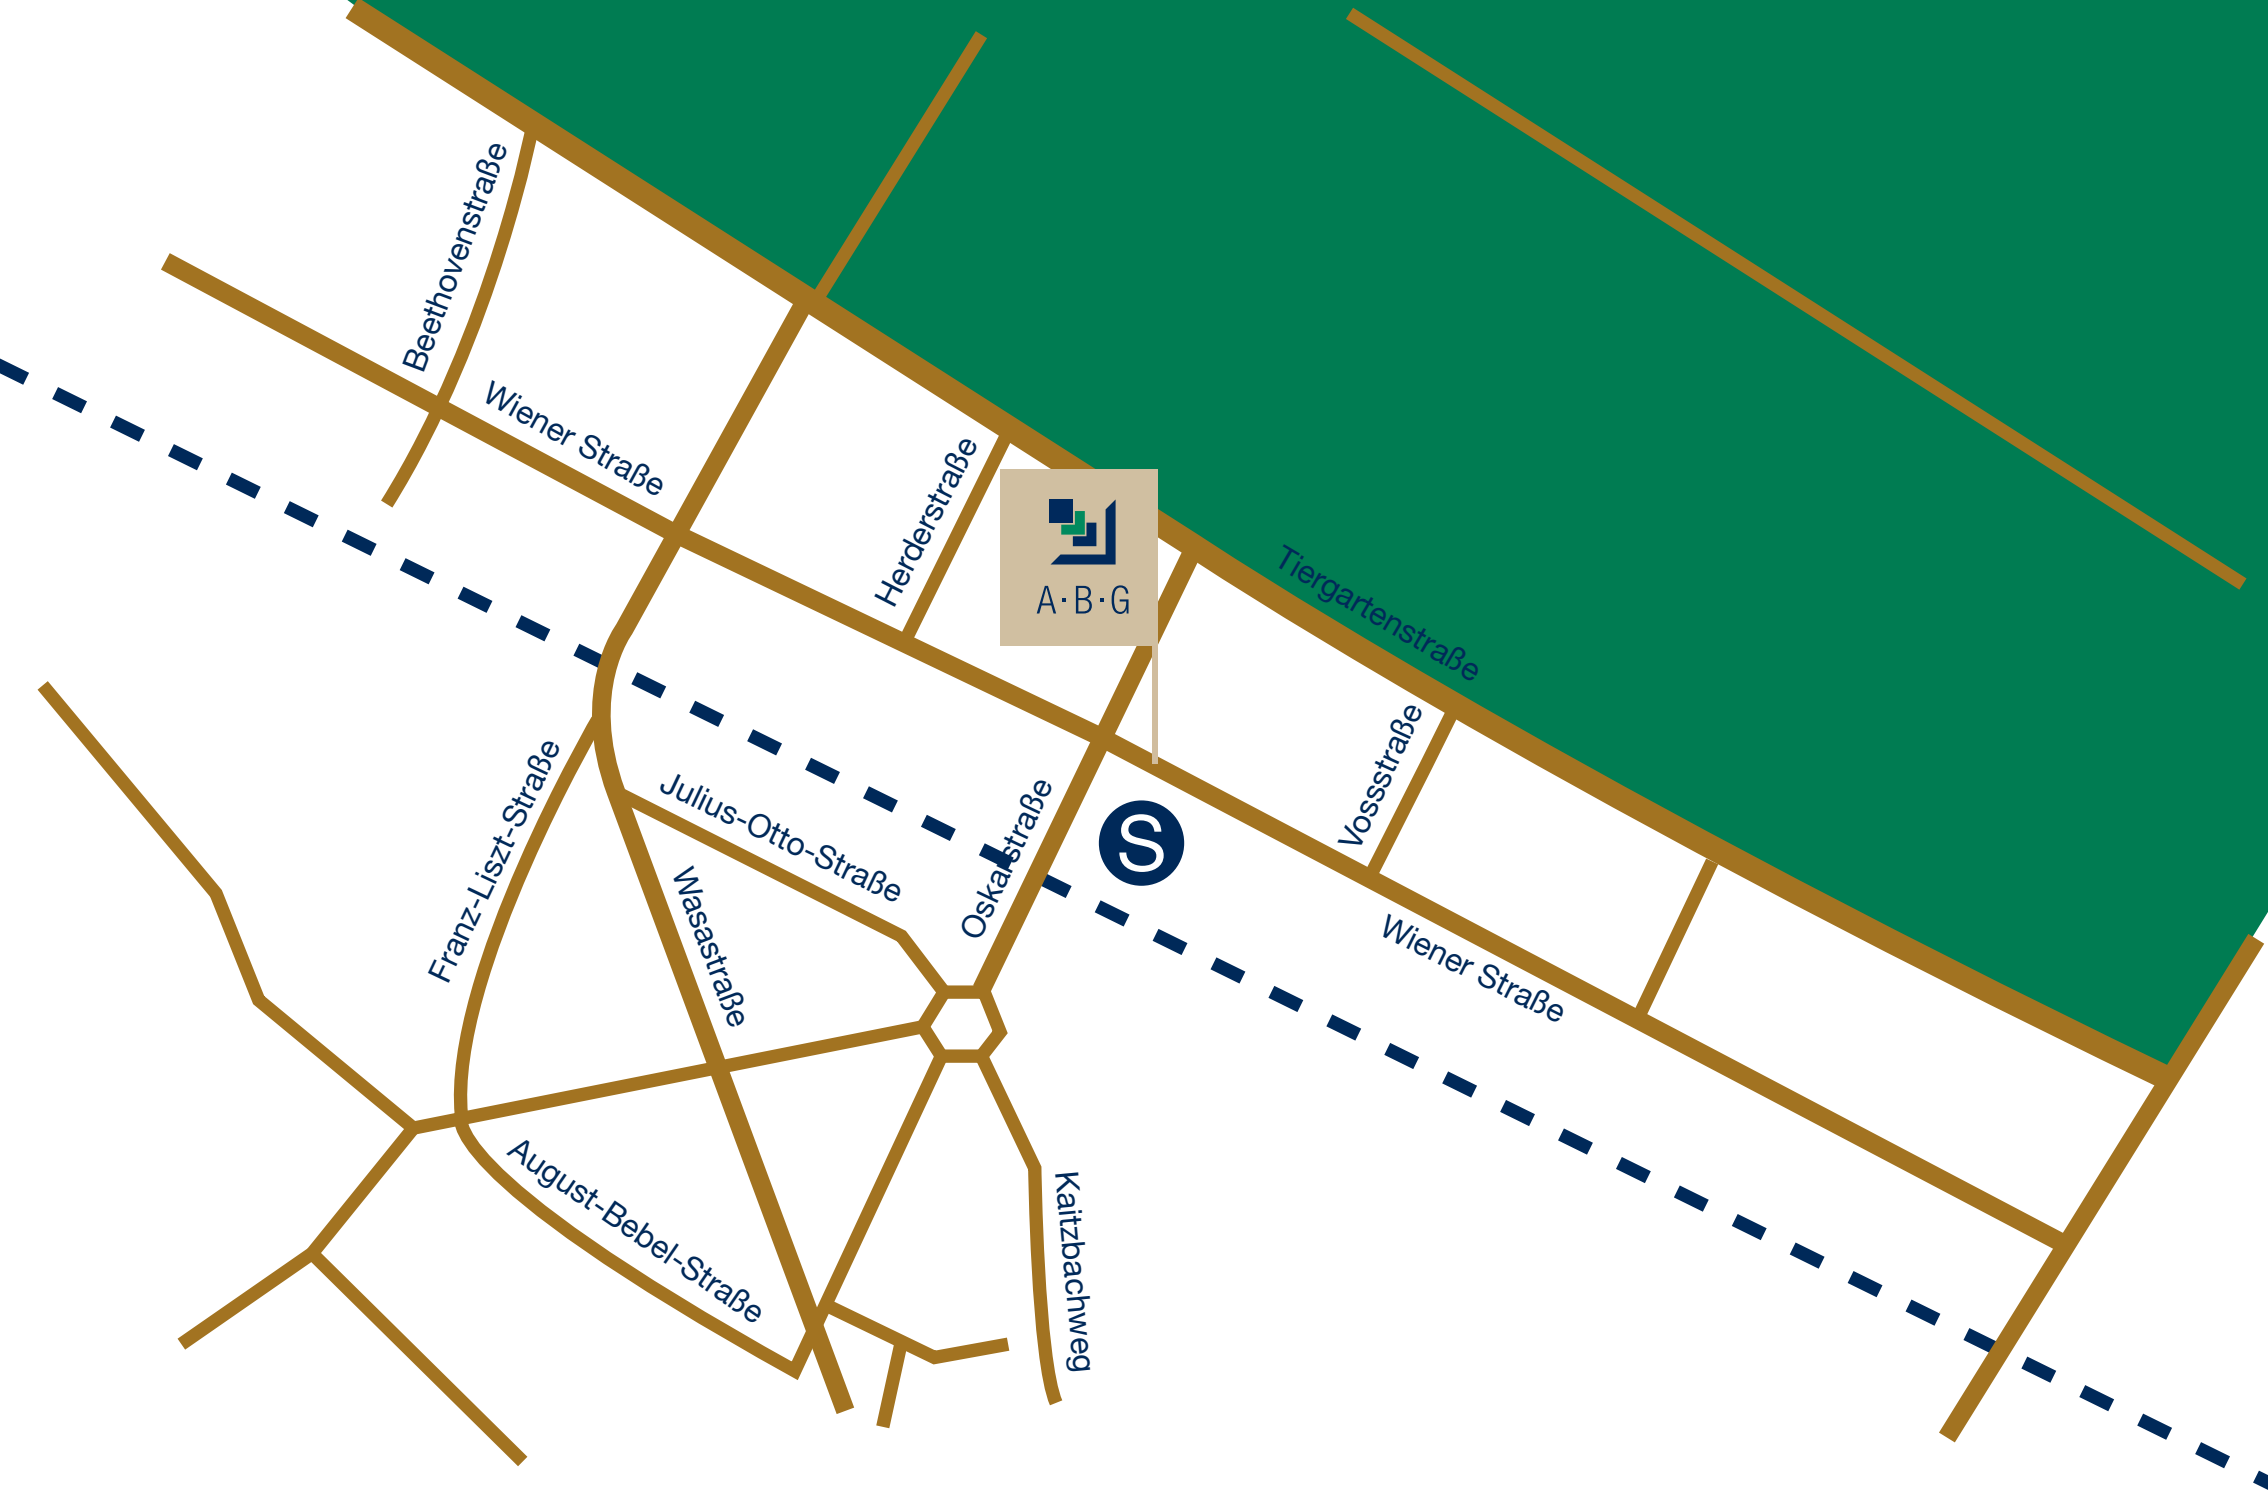 Beethovenstraße
Wiener Straße
Herderstraße
A·B·G
Tiergartenstraße
Vossstraße
Franz-Liszt-Straße
Julius-Otto-Straße
Oskarstraße
S
Wasastraße
Wiener Straße
August-Bebel-Straße
Kaitzbachweg